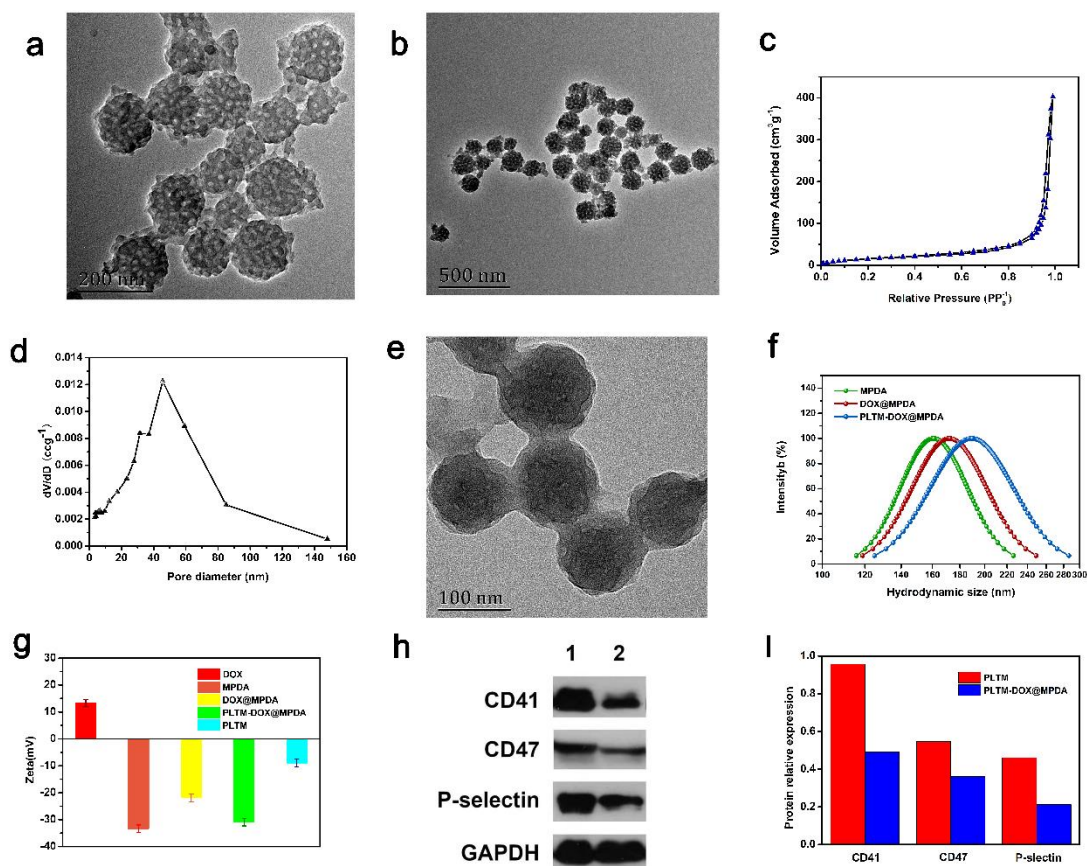 a
200 nm
b
500 nm
c
Volume Adsorbed (cm³g⁻¹)
400
300
200
100
0
0.0 0.2 0.4 0.6 0.8 1.0
Relative Pressure (PP₀⁻¹)
d
dV/dD (ccg⁻¹)
0.014
0.012
0.010
0.008
0.006
0.004
0.002
0.000
0 20 40 60 80 100 120 140 160
Pore diameter (nm)
e
100 nm
f
MPDA
DOX@MPDA
PLTM-DOX@MPDA
Intensityb (%)
140
120
100
80
60
40
20
0
100 120 140 160 180 200 220 240 260 280 300
Hydrodynamic size (nm)
g
Zeta(mV)
30
20
10
0
-10
-20
-30
-40
DOX
MPDA
DOX@MPDA
PLTM-DOX@MPDA
PLTM
h
1 2
CD41
CD47
P-selectin
GAPDH
I
Protein relative expression
1.0
0.8
0.6
0.4
0.2
0.0
PLTM
PLTM-DOX@MPDA
CD41 CD47 P-slectin